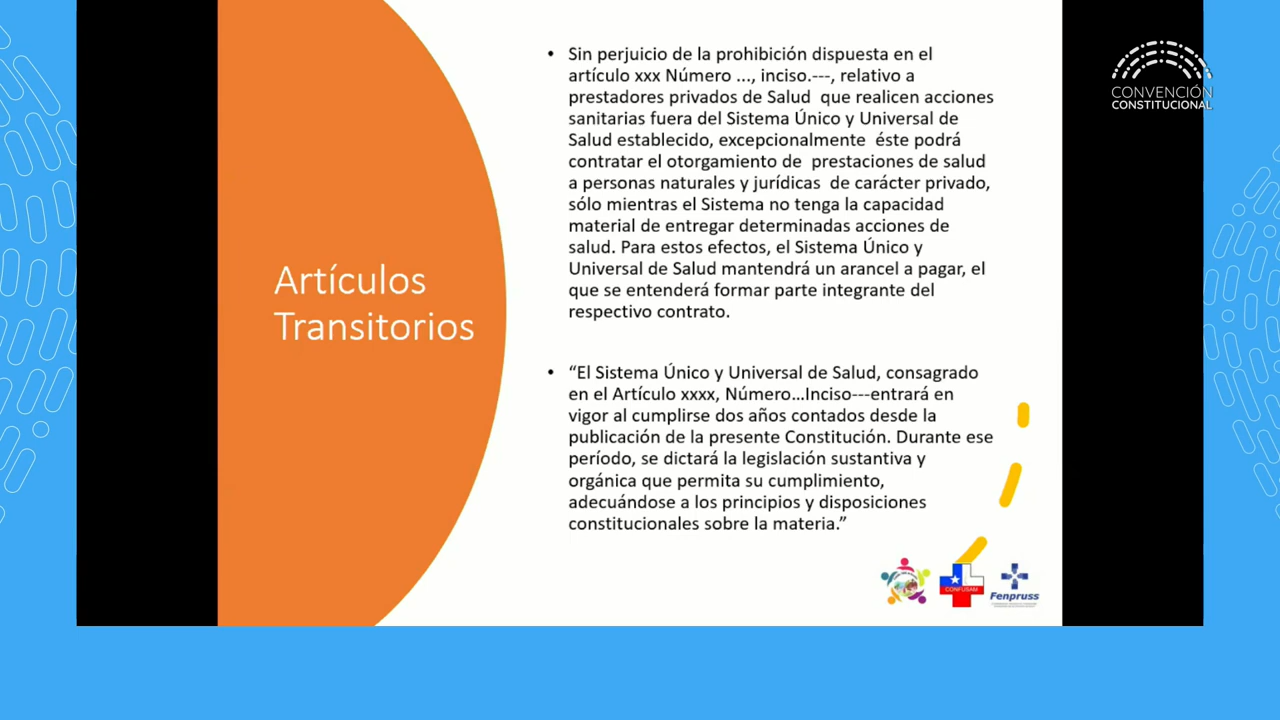 CONVENCIÓN
CONSTITUCIONAL
Artículos
Transitorios
• Sin perjuicio de la prohibición dispuesta en el
artículo xxx Número ..., inciso.---, relativo a
prestadores privados de Salud que realicen acciones
sanitarias fuera del Sistema Único y Universal de
Salud establecido, excepcionalmente éste podrá
contratar el otorgamiento de prestaciones de salud
a personas naturales y jurídicas de carácter privado,
sólo mientras el Sistema no tenga la capacidad
material de entregar determinadas acciones de
salud. Para estos efectos, el Sistema Único y
Universal de Salud mantendrá un arancel a pagar, el
que se entenderá formar parte integrante del
respectivo contrato.
• “El Sistema Único y Universal de Salud, consagrado
en el Artículo xxxx, Número...Inciso---entrará en
vigor al cumplirse dos años contados desde la
publicación de la presente Constitución. Durante ese
período, se dictará la legislación sustantiva y
orgánica que permita su cumplimiento,
adecuándose a los principios y disposiciones
constitucionales sobre la materia.”
CONFUSAM
Fenpruss